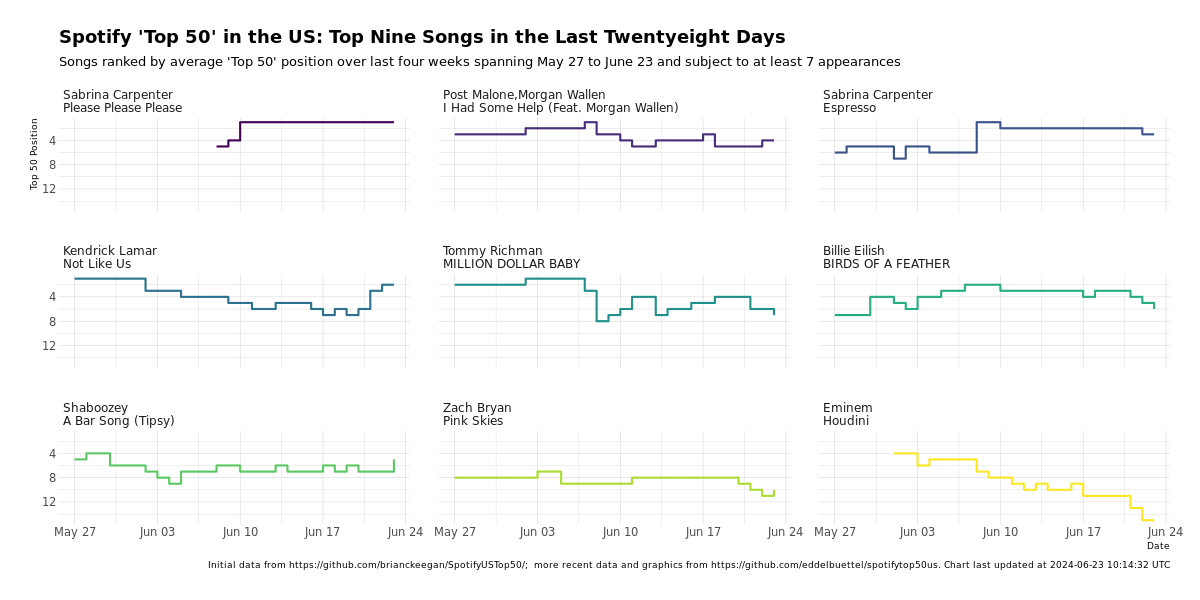 Spotify 'Top 50' in the US: Top Nine Songs in the Last Twentyeight Days
Songs ranked by average 'Top 50' position over last four weeks spanning May 27 to June 23 and subject to at least 7 appearances
Sabrina Carpenter
Please Please Please
Post Malone,Morgan Wallen
I Had Some Help (Feat. Morgan Wallen)
Sabrina Carpenter
Espresso
Top 50 Position
4
8
12
Kendrick Lamar
Not Like Us
Tommy Richman
MILLION DOLLAR BABY
Billie Eilish
BIRDS OF A FEATHER
4
8
12
Shaboozey
A Bar Song (Tipsy)
Zach Bryan
Pink Skies
Eminem
Houdini
4
8
12
May 27 Jun 03 Jun 10 Jun 17 Jun 24 May 27 Jun 03 Jun 10 Jun 17 Jun 24 May 27 Jun 03 Jun 10 Jun 17 Jun 24
Date
Initial data from https://github.com/brianckeegan/SpotifyUSTop50/; more recent data and graphics from https://github.com/eddelbuettel/spotifytop50us. Chart last updated at 2024-06-23 10:14:32 UTC